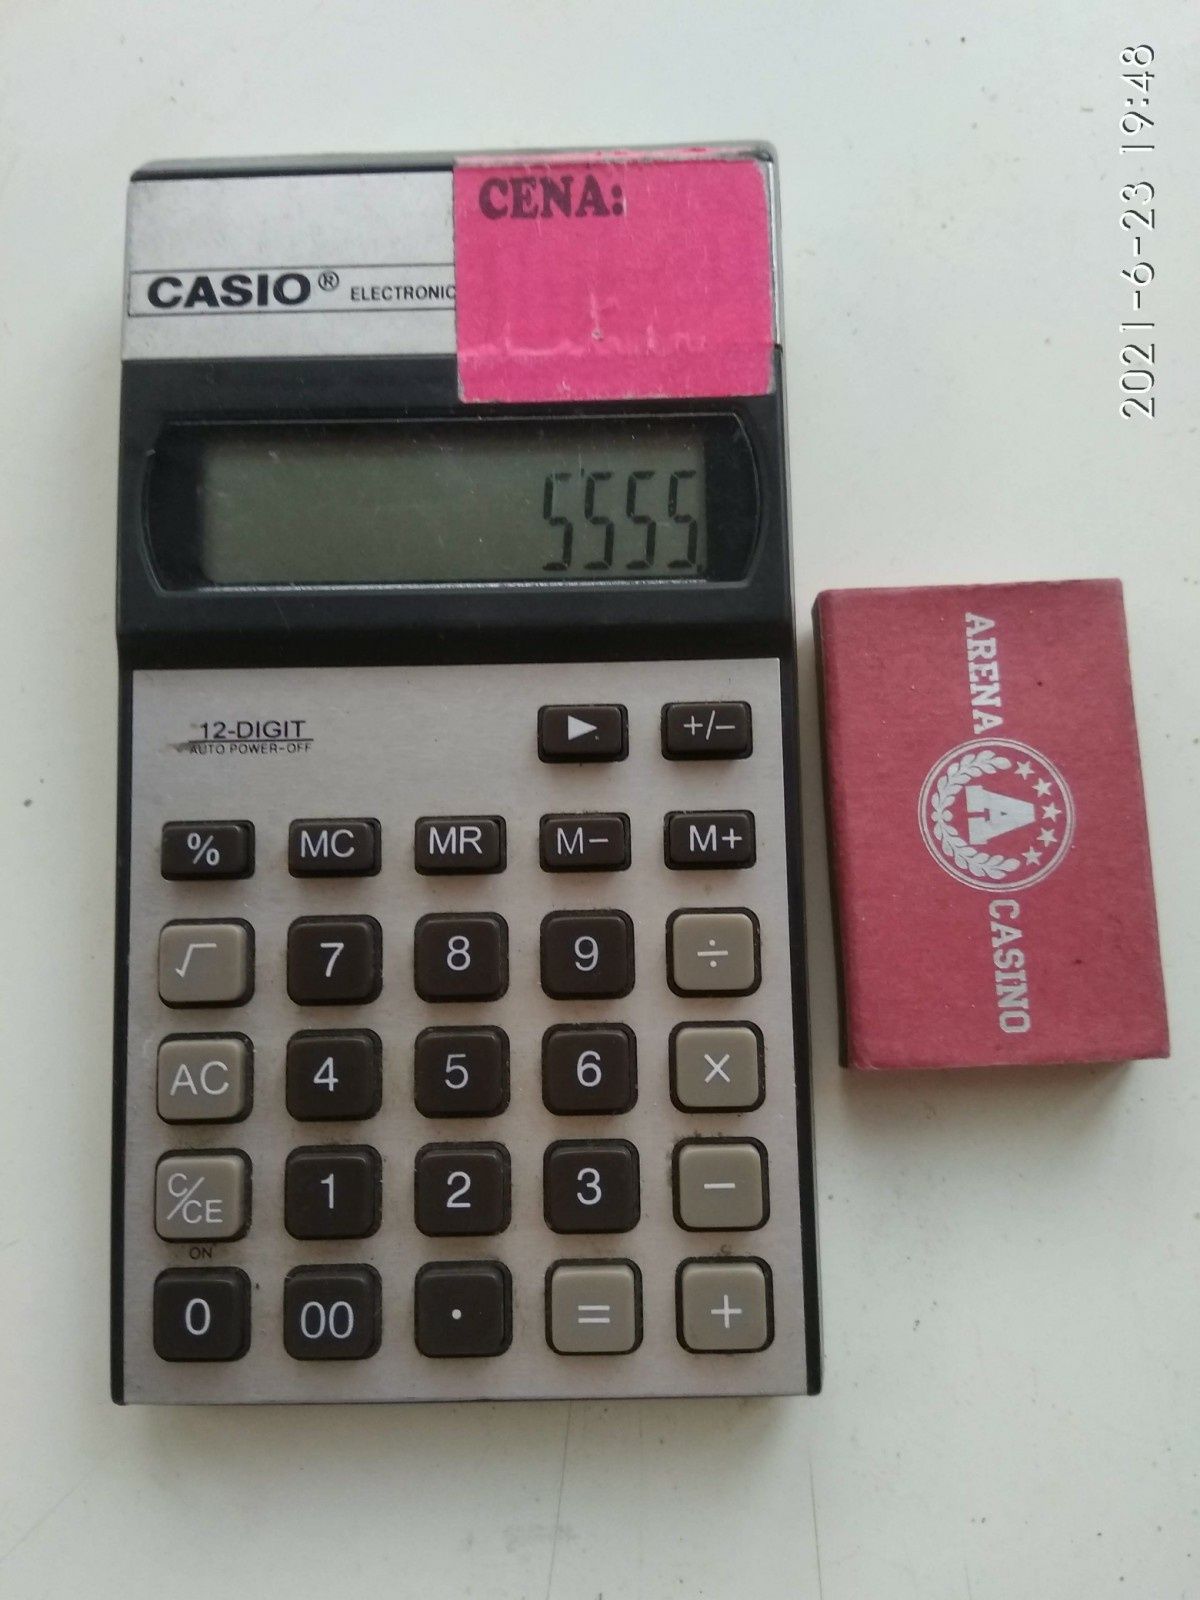 2021-6-23 19:48
CENA:
CASIO® ELECTRONIC
5555.
12-DIGIT
AUTO POWER-OFF
▶ +/−
% MC MR M− M+
√ 7 8 9 ÷
AC 4 5 6 ×
C/CE 1 2 3 −
ON
0 00 · = +
ARENA
A
CASINO